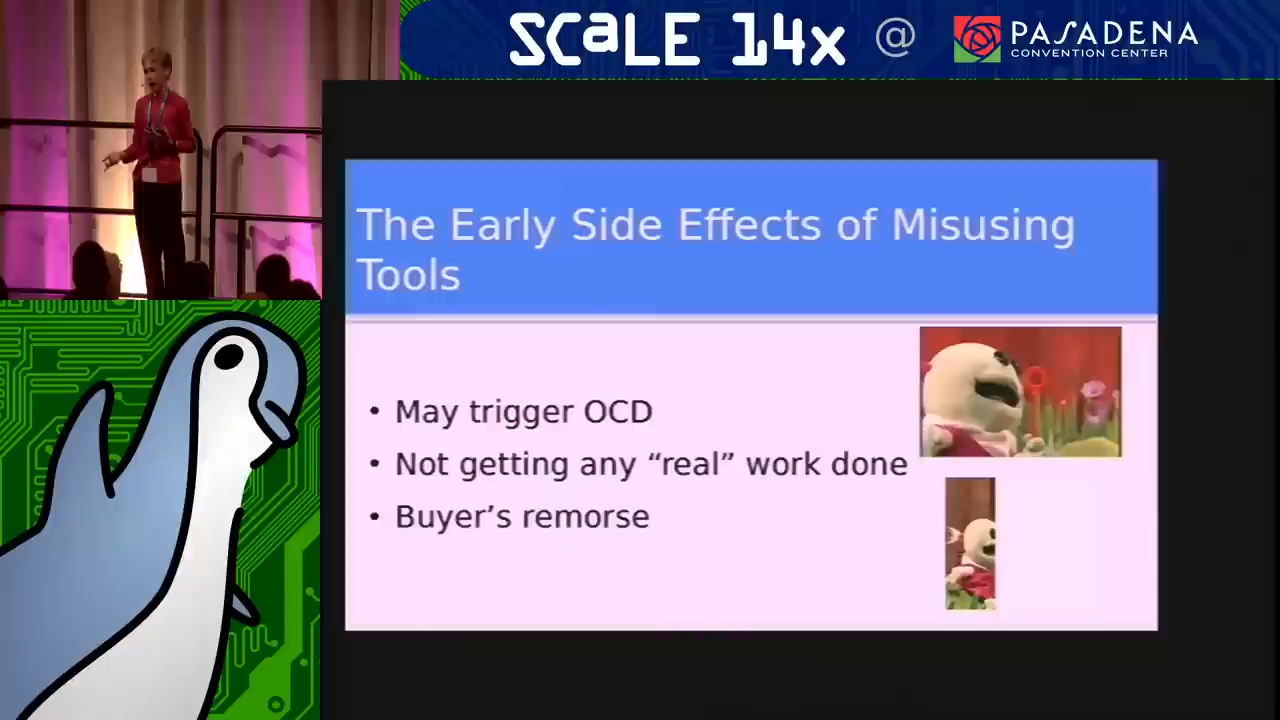 SCaLE 14x @ PASADENA
CONVENTION CENTER
The Early Side Effects of Misusing
Tools
• May trigger OCD
• Not getting any “real” work done
• Buyer’s remorse